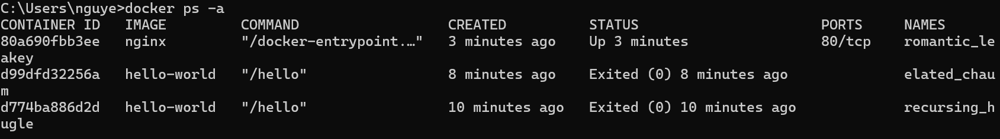 C:\Users\nguye>docker ps -a
CONTAINER ID   IMAGE         COMMAND                  CREATED          STATUS                      PORTS     NAMES
80a690fbb3ee   nginx         "/docker-entrypoint.…"   3 minutes ago    Up 3 minutes                80/tcp    romantic_le
akey
d99dfd32256a   hello-world   "/hello"                 8 minutes ago    Exited (0) 8 minutes ago              elated_chau
m
d774ba886d2d   hello-world   "/hello"                 10 minutes ago   Exited (0) 10 minutes ago             recursing_h
ugle